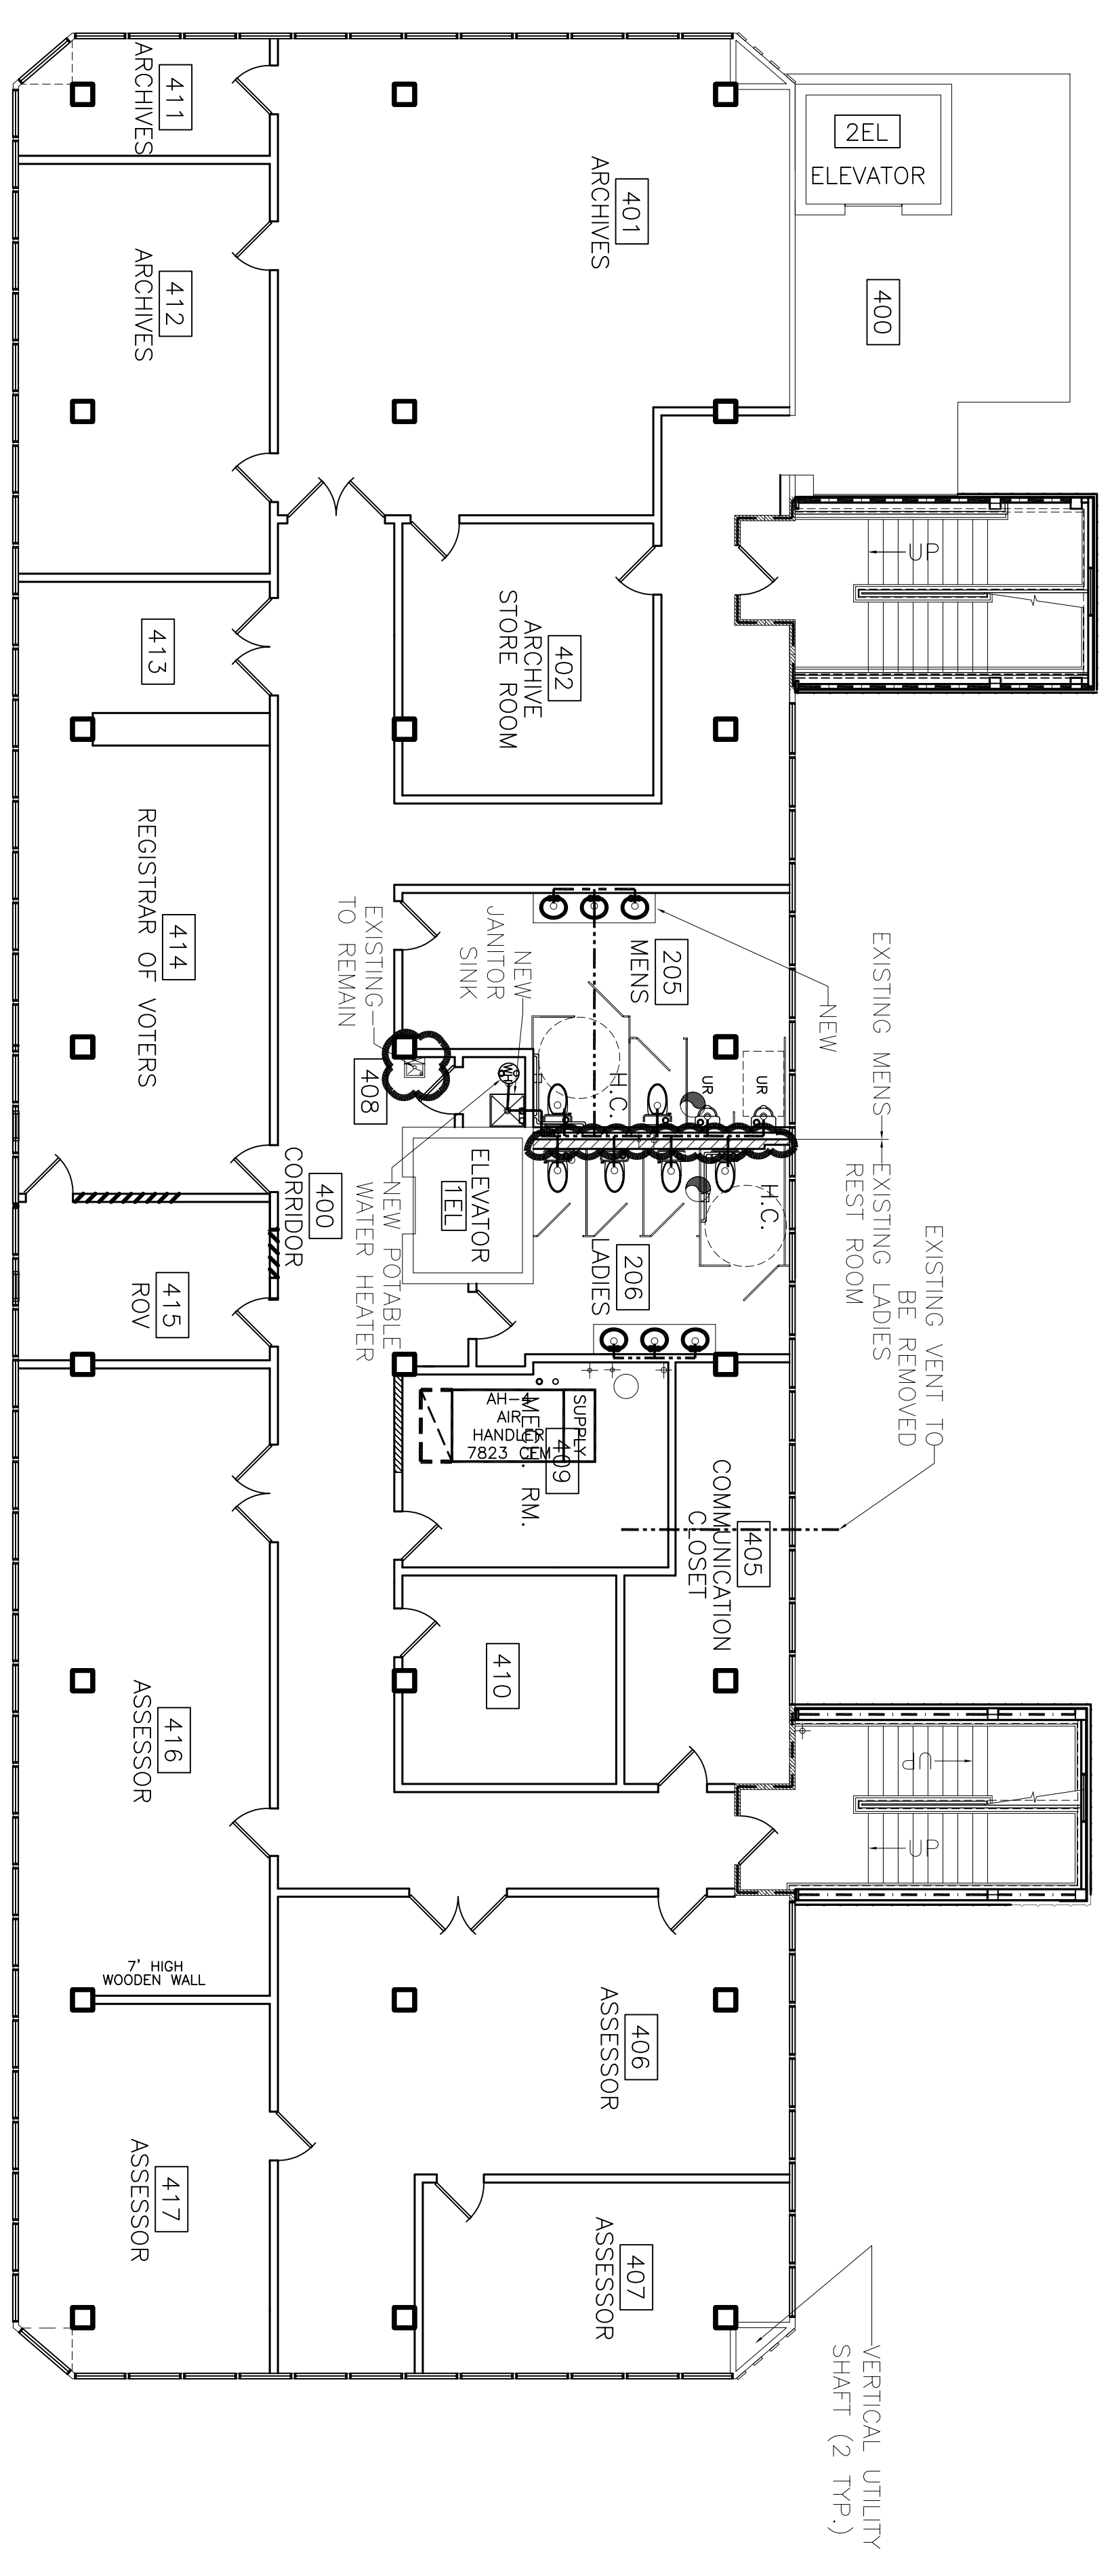 411
ARCHIVES
412
ARCHIVES
401
ARCHIVES
2EL
ELEVATOR
400
UP
402
ARCHIVE
STORE ROOM
413
414
REGISTRAR OF VOTERS
205
MENS
NEW
EXISTING MENS
EXISTING LADIES
REST ROOM
NEW
JANITOR
SINK
EXISTING
TO REMAIN
408
WH
H.C.
UR
UR
H.C.
206
LADIES
ELEVATOR
1EL
400
CORRIDOR
NEW POTABLE
WATER HEATER
415
ROV
EXISTING VENT TO
BE REMOVED
SUPPLY
AH-4
AIR
HANDLER
7823 CFM
409
MECH. RM.
405
COMMUNICATION
CLOSET
410
416
ASSESSOR
UP
UP
7' HIGH
WOODEN WALL
406
ASSESSOR
417
ASSESSOR
407
ASSESSOR
VERTICAL UTILITY
SHAFT (2 TYP.)